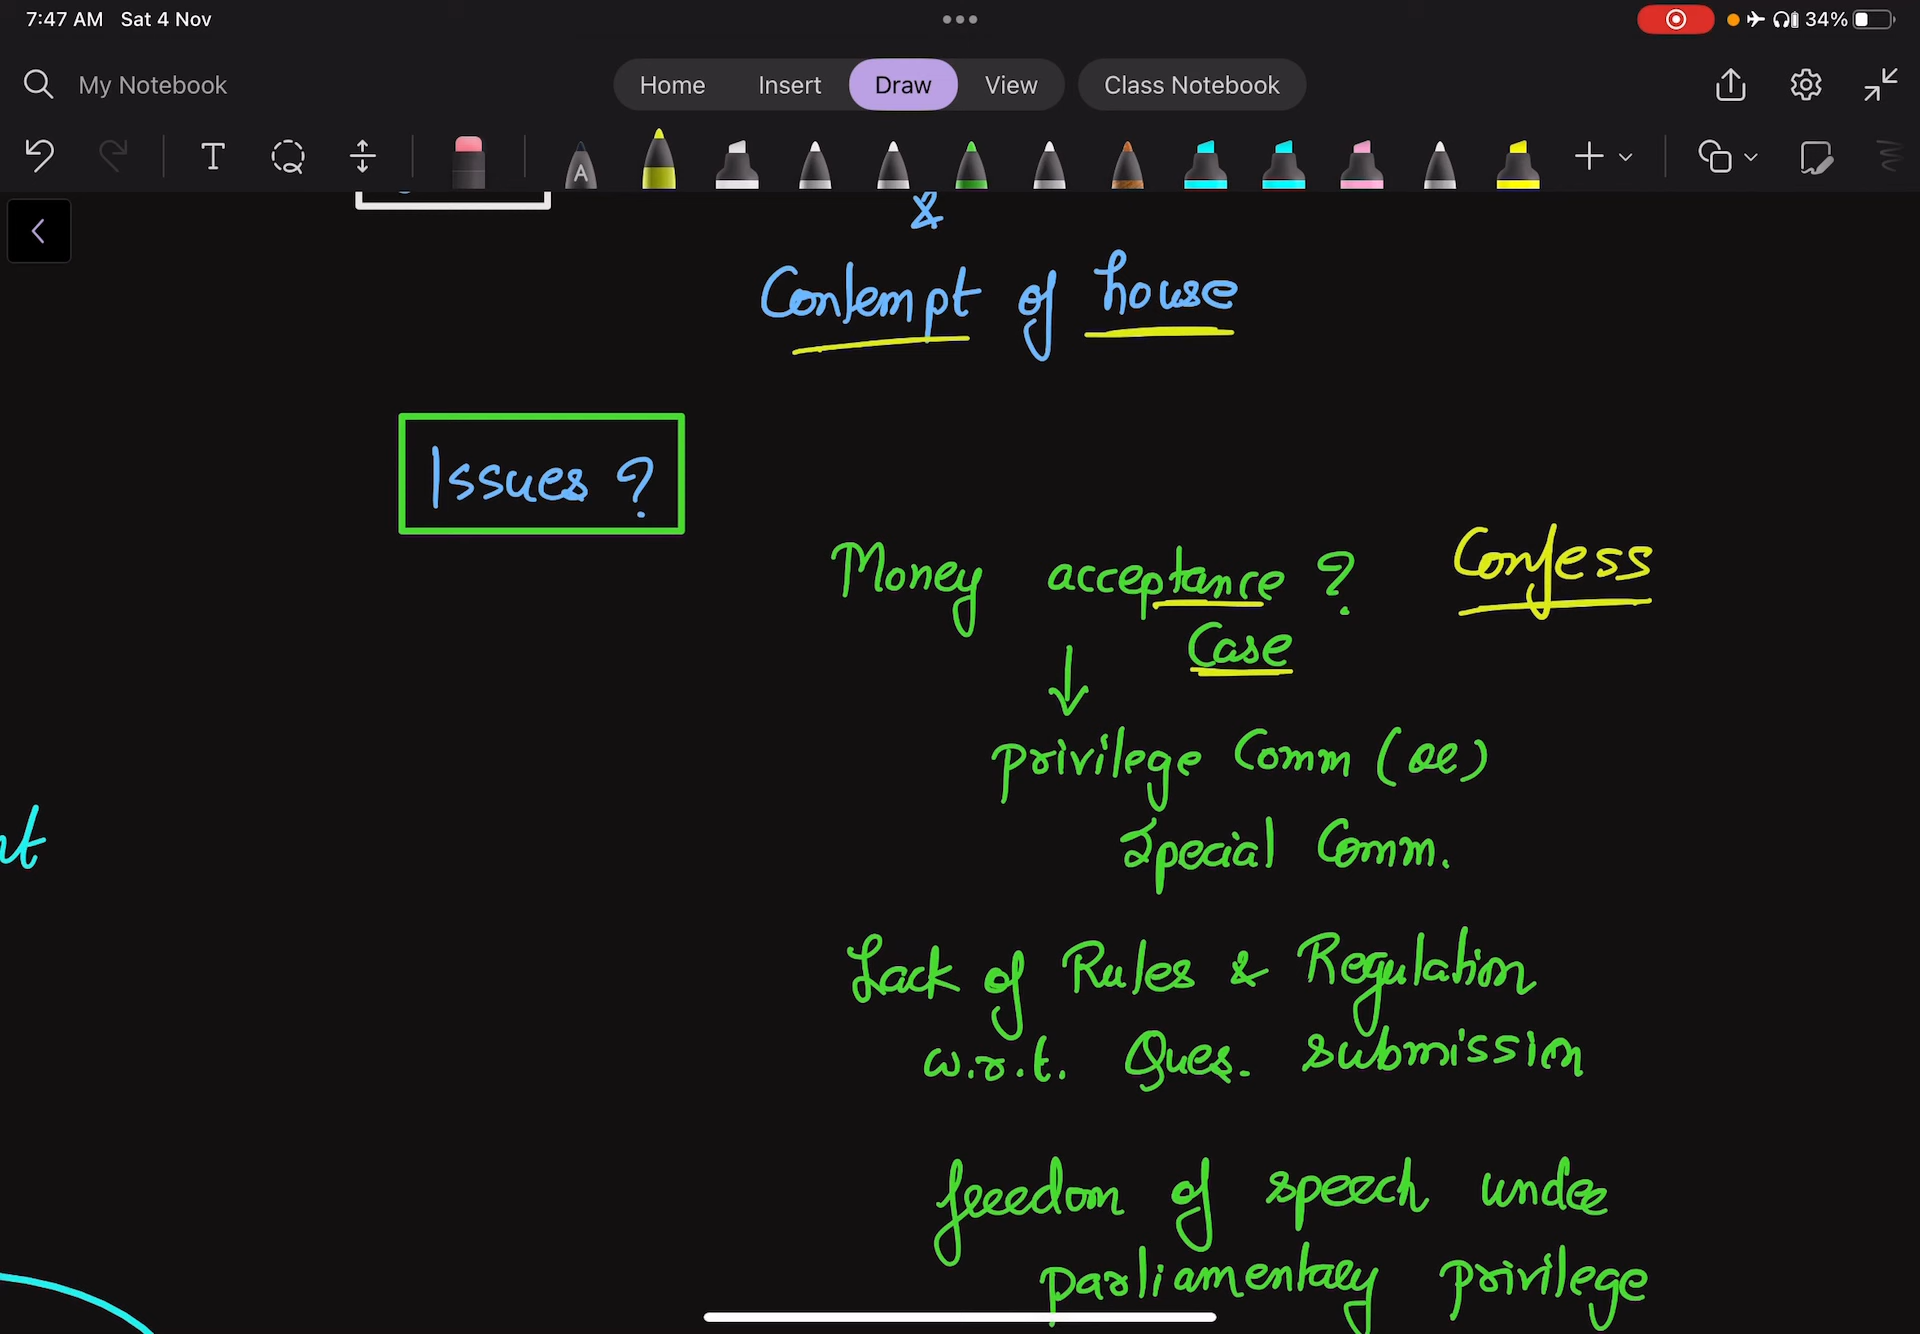 7:47 AM Sat 4 Nov
34%
My Notebook
Home Insert Draw View Class Notebook
T
A
&
Contempt of house
Issues ?
Money acceptance ? Confess
Case
privilege Comm (or)
Special Comm.
Lack of Rules & Regulation
w.r.t. Ques. submission
freedom of speech under
parliamentary privilege